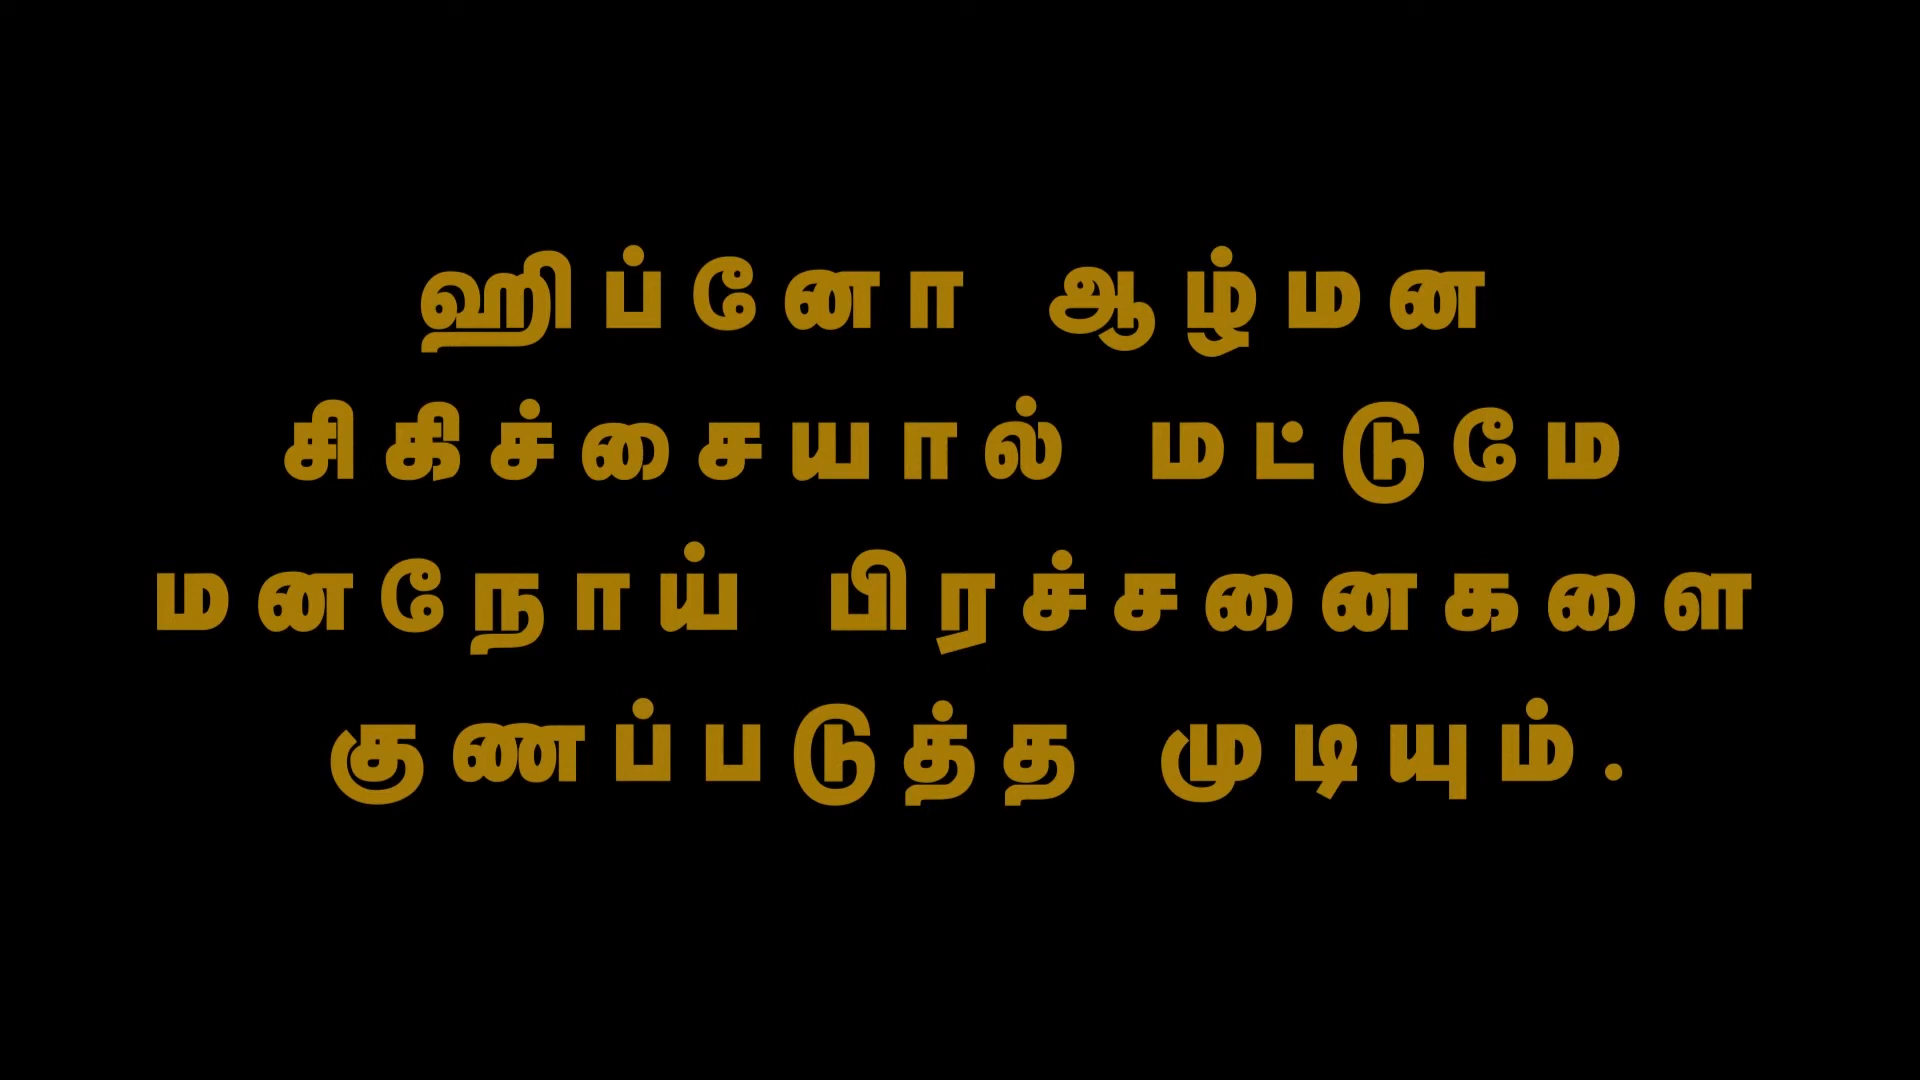 ஹிப்னோ ஆழ்மன
சிகிச்சையால் மட்டுமே
மனநோய் பிரச்சனைகளை
குணப்படுத்த முடியும்.